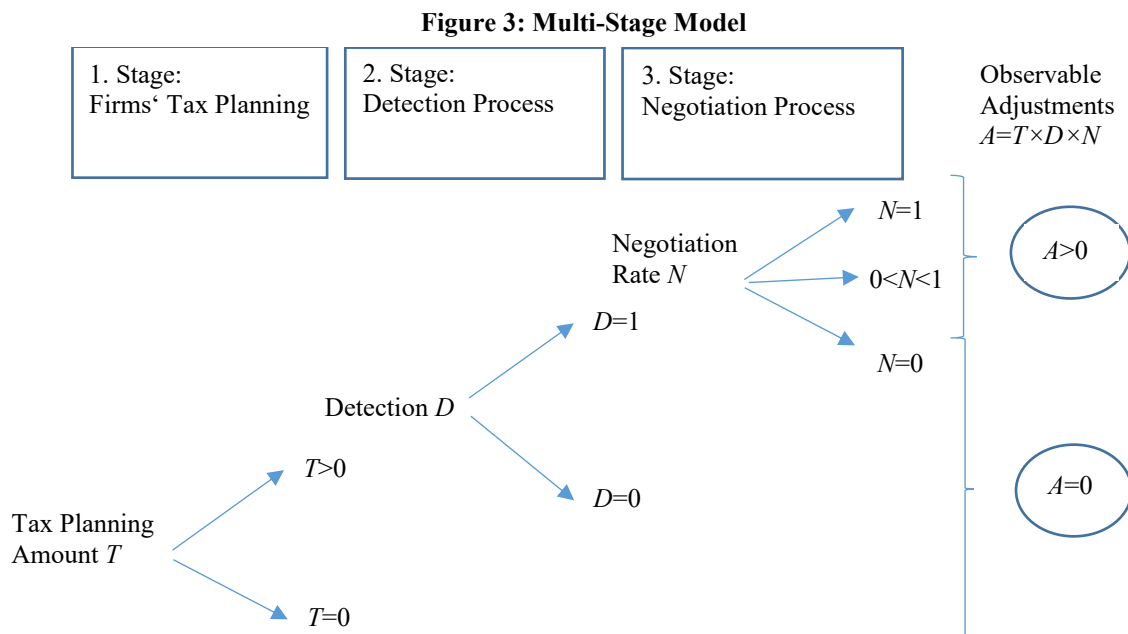 Figure 3: Multi-Stage Model
1. Stage:
Firms‘ Tax Planning
2. Stage:
Detection Process
3. Stage:
Negotiation Process
Observable
Adjustments
A=T×D×N
N=1
Negotiation
Rate N
0<N<1
A>0
D=1
N=0
Detection D
T>0
D=0
A=0
Tax Planning
Amount T
T=0